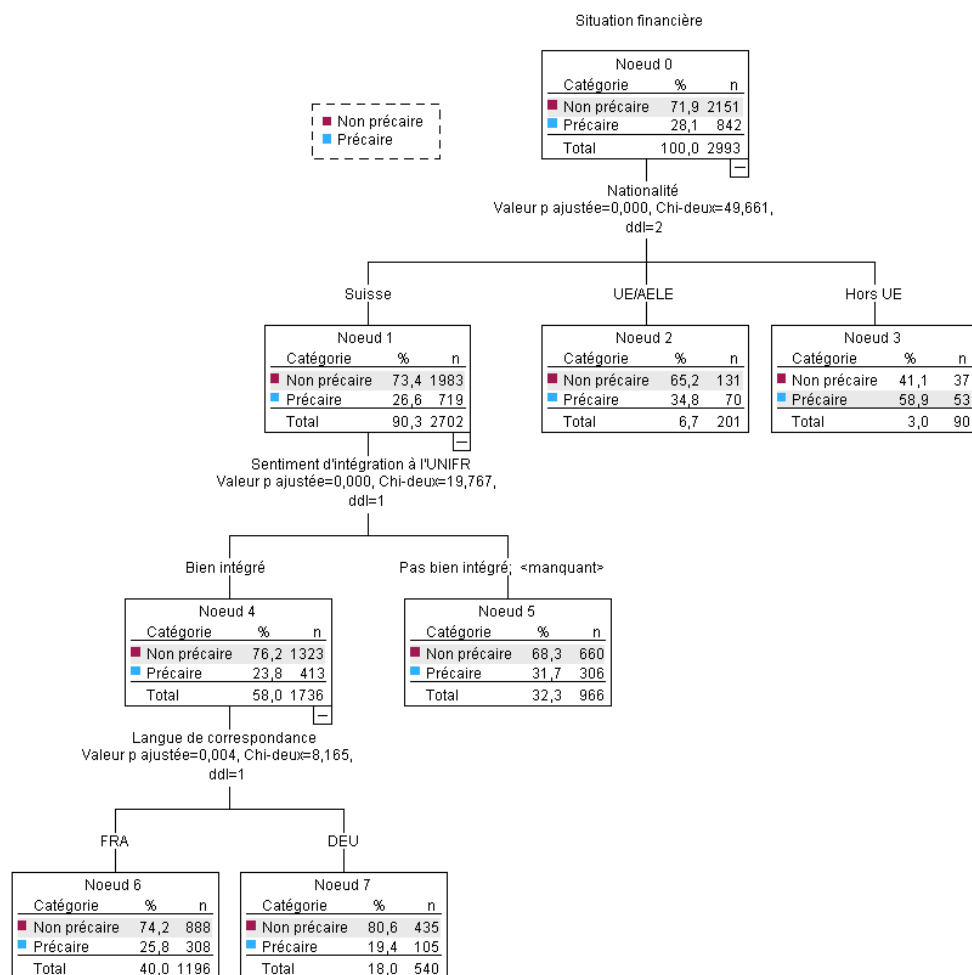 Situation financière
Noeud 0
Catégorie % n
Non précaire 71,9 2151
Précaire 28,1 842
Total 100,0 2993
Non précaire
Précaire
Nationalité
Valeur p ajustée=0,000, Chi-deux=49,661,
ddl=2
Suisse
UE/AELE
Hors UE
Noeud 1
Catégorie % n
Non précaire 73,4 1983
Précaire 26,6 719
Total 90,3 2702
Noeud 2
Catégorie % n
Non précaire 65,2 131
Précaire 34,8 70
Total 6,7 201
Noeud 3
Catégorie % n
Non précaire 41,1 37
Précaire 58,9 53
Total 3,0 90
Sentiment d'intégration à l'UNIFR
Valeur p ajustée=0,000, Chi-deux=19,767,
ddl=1
Bien intégré
Pas bien intégré; <manquant>
Noeud 4
Catégorie % n
Non précaire 76,2 1323
Précaire 23,8 413
Total 58,0 1736
Noeud 5
Catégorie % n
Non précaire 68,3 660
Précaire 31,7 306
Total 32,3 966
Langue de correspondance
Valeur p ajustée=0,004, Chi-deux=8,165,
ddl=1
FRA
DEU
Noeud 6
Catégorie % n
Non précaire 74,2 888
Précaire 25,8 308
Total 40,0 1196
Noeud 7
Catégorie % n
Non précaire 80,6 435
Précaire 19,4 105
Total 18,0 540